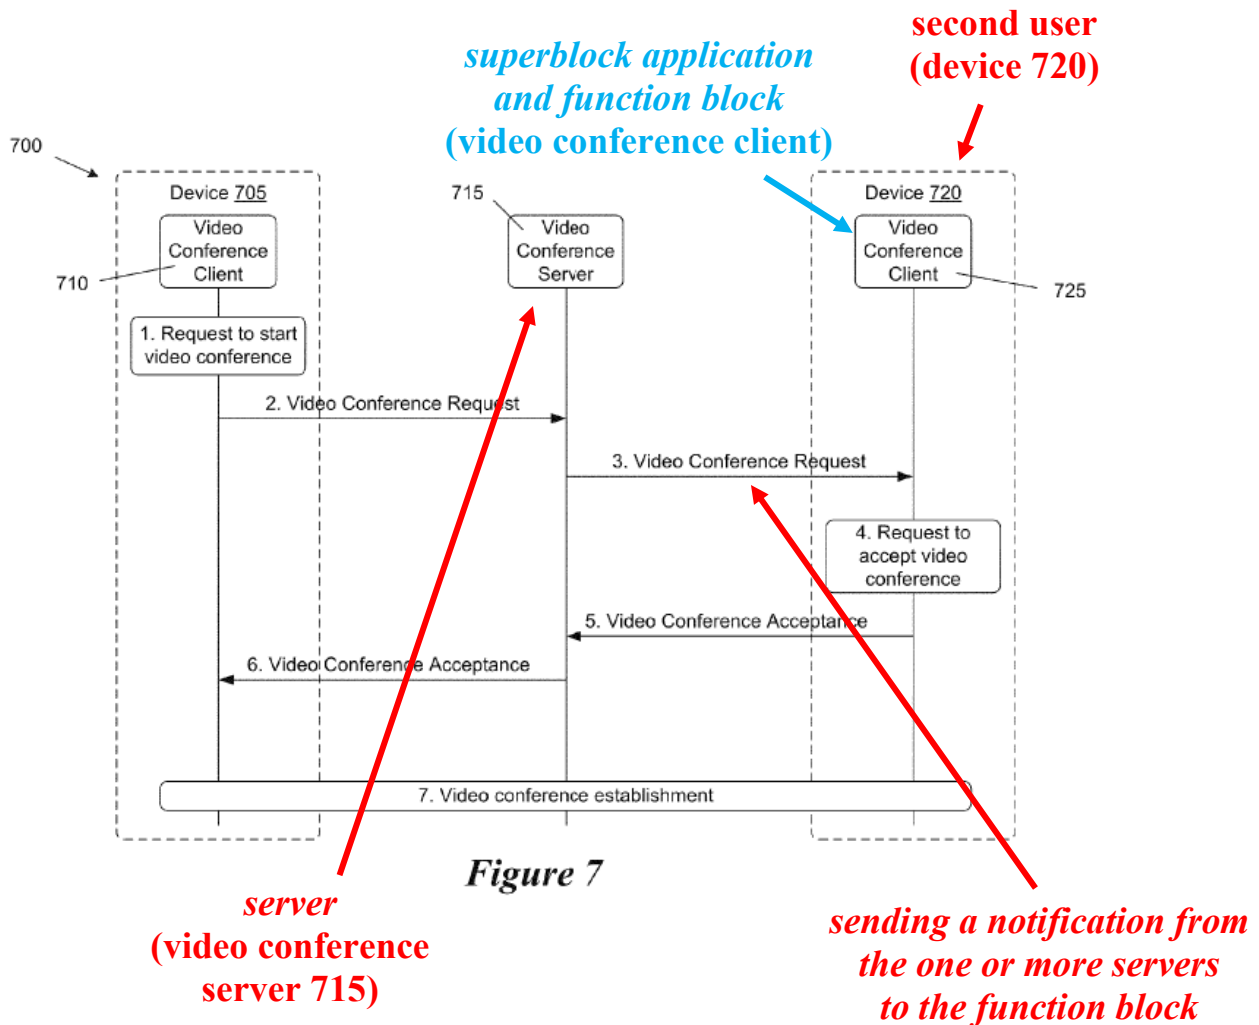 second user
(device 720)
superblock application
and function block
(video conference client)
700
Device 705
715
Device 720
Video
Conference
Client
710
Video
Conference
Server
Video
Conference
Client
725
1. Request to start
video conference
2. Video Conference Request
3. Video Conference Request
4. Request to
accept video
conference
5. Video Conference Acceptance
6. Video Conference Acceptance
7. Video conference establishment
Figure 7
server
(video conference
server 715)
sending a notification from
the one or more servers
to the function block